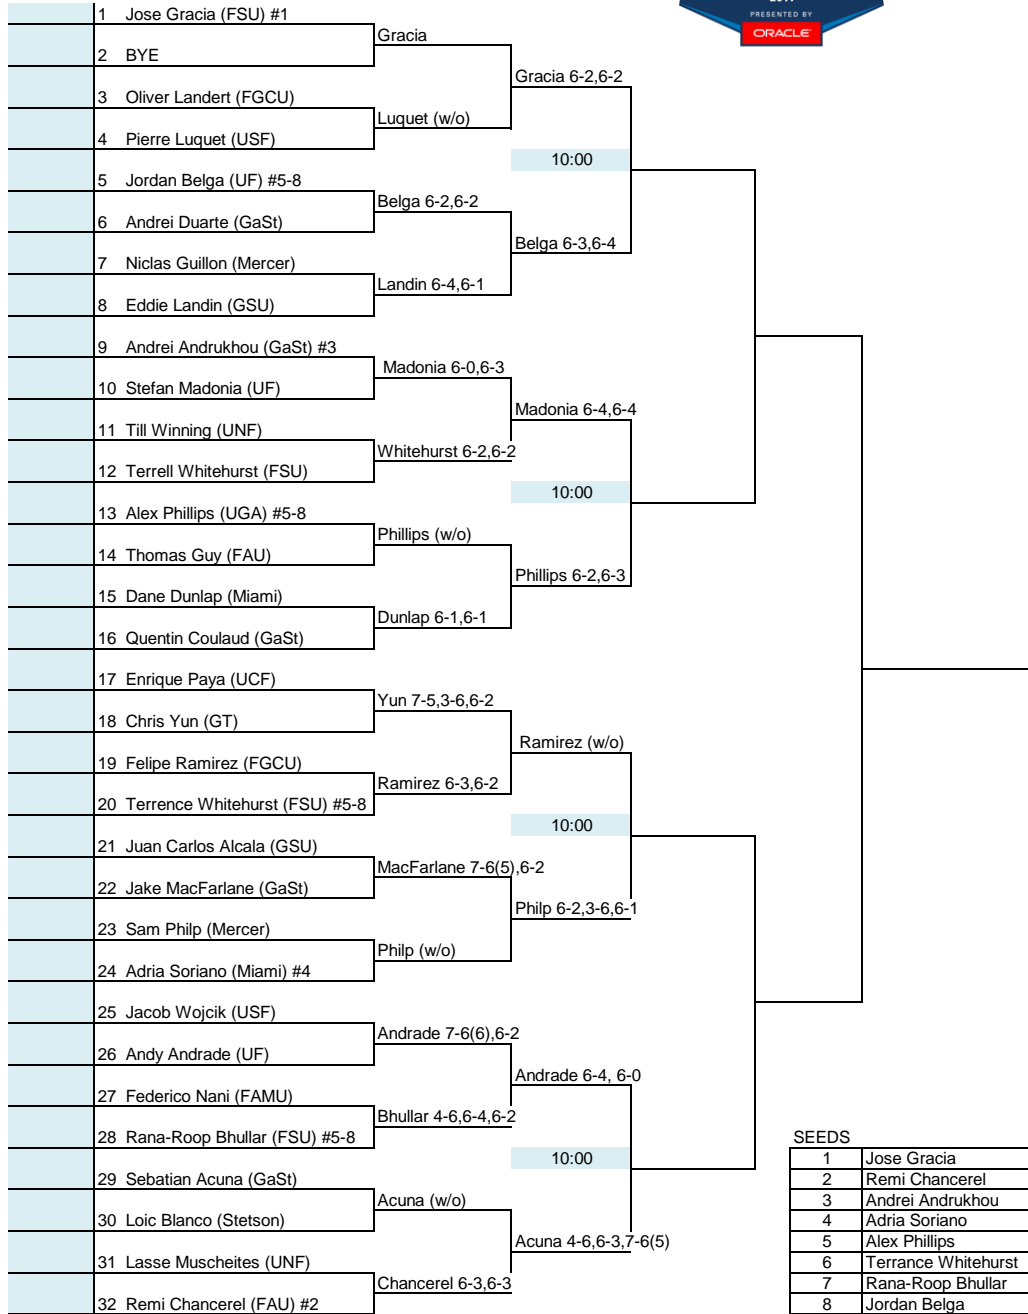 PRESENTED BY
ORACLE
1 Jose Gracia (FSU) #1
Gracia
2 BYE
Gracia 6-2,6-2
3 Oliver Landert (FGCU)
Luquet (w/o)
4 Pierre Luquet (USF)
10:00
5 Jordan Belga (UF) #5-8
Belga 6-2,6-2
6 Andrei Duarte (GaSt)
Belga 6-3,6-4
7 Niclas Guillon (Mercer)
Landin 6-4,6-1
8 Eddie Landin (GSU)
9 Andrei Andrukhou (GaSt) #3
Madonia 6-0,6-3
10 Stefan Madonia (UF)
Madonia 6-4,6-4
11 Till Winning (UNF)
Whitehurst 6-2,6-2
12 Terrell Whitehurst (FSU)
10:00
13 Alex Phillips (UGA) #5-8
Phillips (w/o)
14 Thomas Guy (FAU)
Phillips 6-2,6-3
15 Dane Dunlap (Miami)
Dunlap 6-1,6-1
16 Quentin Coulaud (GaSt)
17 Enrique Paya (UCF)
Yun 7-5,3-6,6-2
18 Chris Yun (GT)
Ramirez (w/o)
19 Felipe Ramirez (FGCU)
Ramirez 6-3,6-2
20 Terrence Whitehurst (FSU) #5-8
10:00
21 Juan Carlos Alcala (GSU)
MacFarlane 7-6(5),6-2
22 Jake MacFarlane (GaSt)
Philp 6-2,3-6,6-1
23 Sam Philp (Mercer)
Philp (w/o)
24 Adria Soriano (Miami) #4
25 Jacob Wojcik (USF)
Andrade 7-6(6),6-2
26 Andy Andrade (UF)
Andrade 6-4, 6-0
27 Federico Nani (FAMU)
Bhullar 4-6,6-4,6-2
28 Rana-Roop Bhullar (FSU) #5-8
10:00
29 Sebatian Acuna (GaSt)
Acuna (w/o)
30 Loic Blanco (Stetson)
Acuna 4-6,6-3,7-6(5)
31 Lasse Muscheites (UNF)
Chancerel 6-3,6-3
32 Remi Chancerel (FAU) #2
SEEDS
1 Jose Gracia
2 Remi Chancerel
3 Andrei Andrukhou
4 Adria Soriano
5 Alex Phillips
6 Terrance Whitehurst
7 Rana-Roop Bhullar
8 Jordan Belga